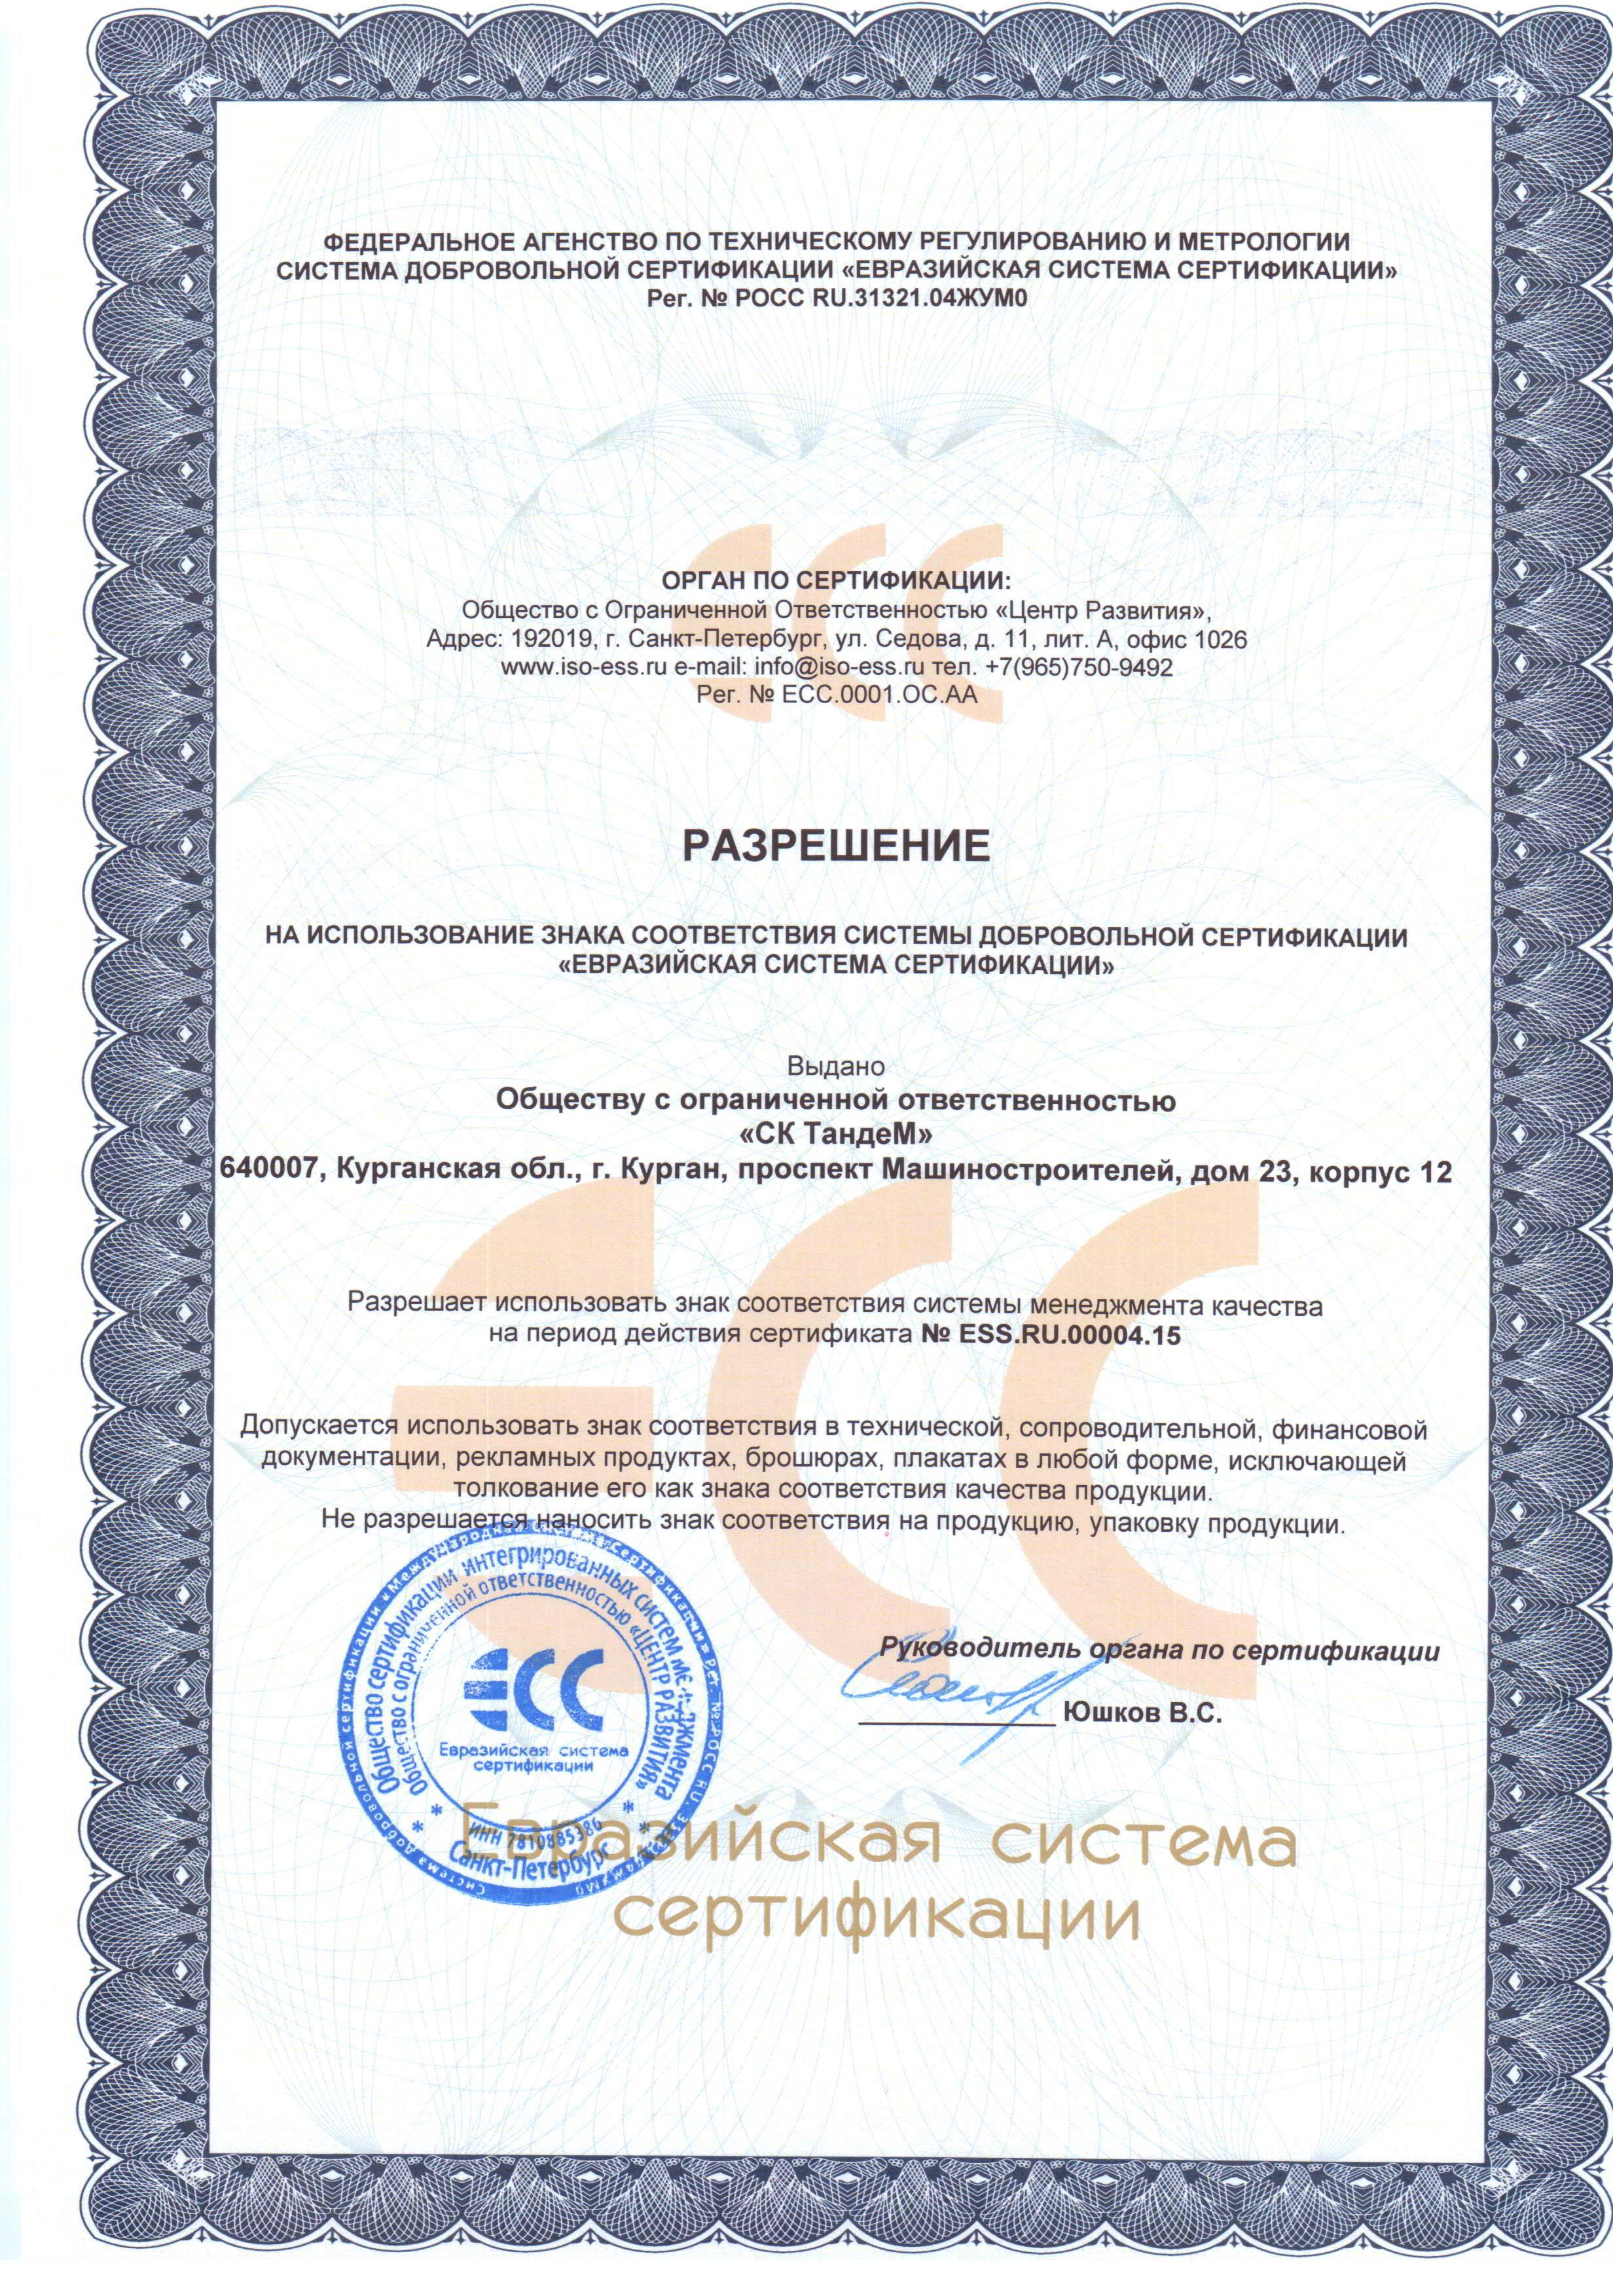 ФЕДЕРАЛЬНОЕ АГЕНСТВО ПО ТЕХНИЧЕСКОМУ РЕГУЛИРОВАНИЮ И МЕТРОЛОГИИ
СИСТЕМА ДОБРОВОЛЬНОЙ СЕРТИФИКАЦИИ «ЕВРАЗИЙСКАЯ СИСТЕМА СЕРТИФИКАЦИИ»
Рег. № РОСС RU.31321.04ЖУМ0
ЕСС
ОРГАН ПО СЕРТИФИКАЦИИ:
Общество с Ограниченной Ответственностью «Центр Развития»,
Адрес: 192019, г. Санкт-Петербург, ул. Седова, д. 11, лит. А, офис 1026
www.iso-ess.ru e-mail: info@iso-ess.ru тел. +7(965)750-9492
Рег. № ЕСС.0001.ОС.АА
РАЗРЕШЕНИЕ
НА ИСПОЛЬЗОВАНИЕ ЗНАКА СООТВЕТСТВИЯ СИСТЕМЫ ДОБРОВОЛЬНОЙ СЕРТИФИКАЦИИ
«ЕВРАЗИЙСКАЯ СИСТЕМА СЕРТИФИКАЦИИ»
Выдано
Обществу с ограниченной ответственностью
«СК ТандеМ»
640007, Курганская обл., г. Курган, проспект Машиностроителей, дом 23, корпус 12
ЕСС
Разрешает использовать знак соответствия системы менеджмента качества
на период действия сертификата № ESS.RU.00004.15
Допускается использовать знак соответствия в технической, сопроводительной, финансовой
документации, рекламных продуктах, брошюрах, плакатах в любой форме, исключающей
толкование его как знака соответствия качества продукции.
Не разрешается наносить знак соответствия на продукцию, упаковку продукции.
Руководитель органа по сертификации
Юшков В.С.
Общество сертификации интегрированных систем менеджмента
Общество с ограниченной ответственностью «ЦЕНТР РАЗВИТИЯ»
ЕСС
Евразийская система
сертификации
ИНН 7810885386
Санкт-Петербург
Евразийская система
сертификации